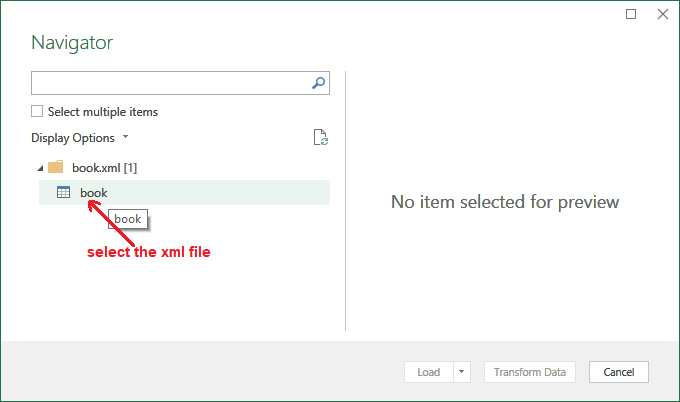 Navigator
Select multiple items
Display Options
book.xml [1]
No item selected for preview
book
book
select the xml file
Load
Transform Data
Cancel